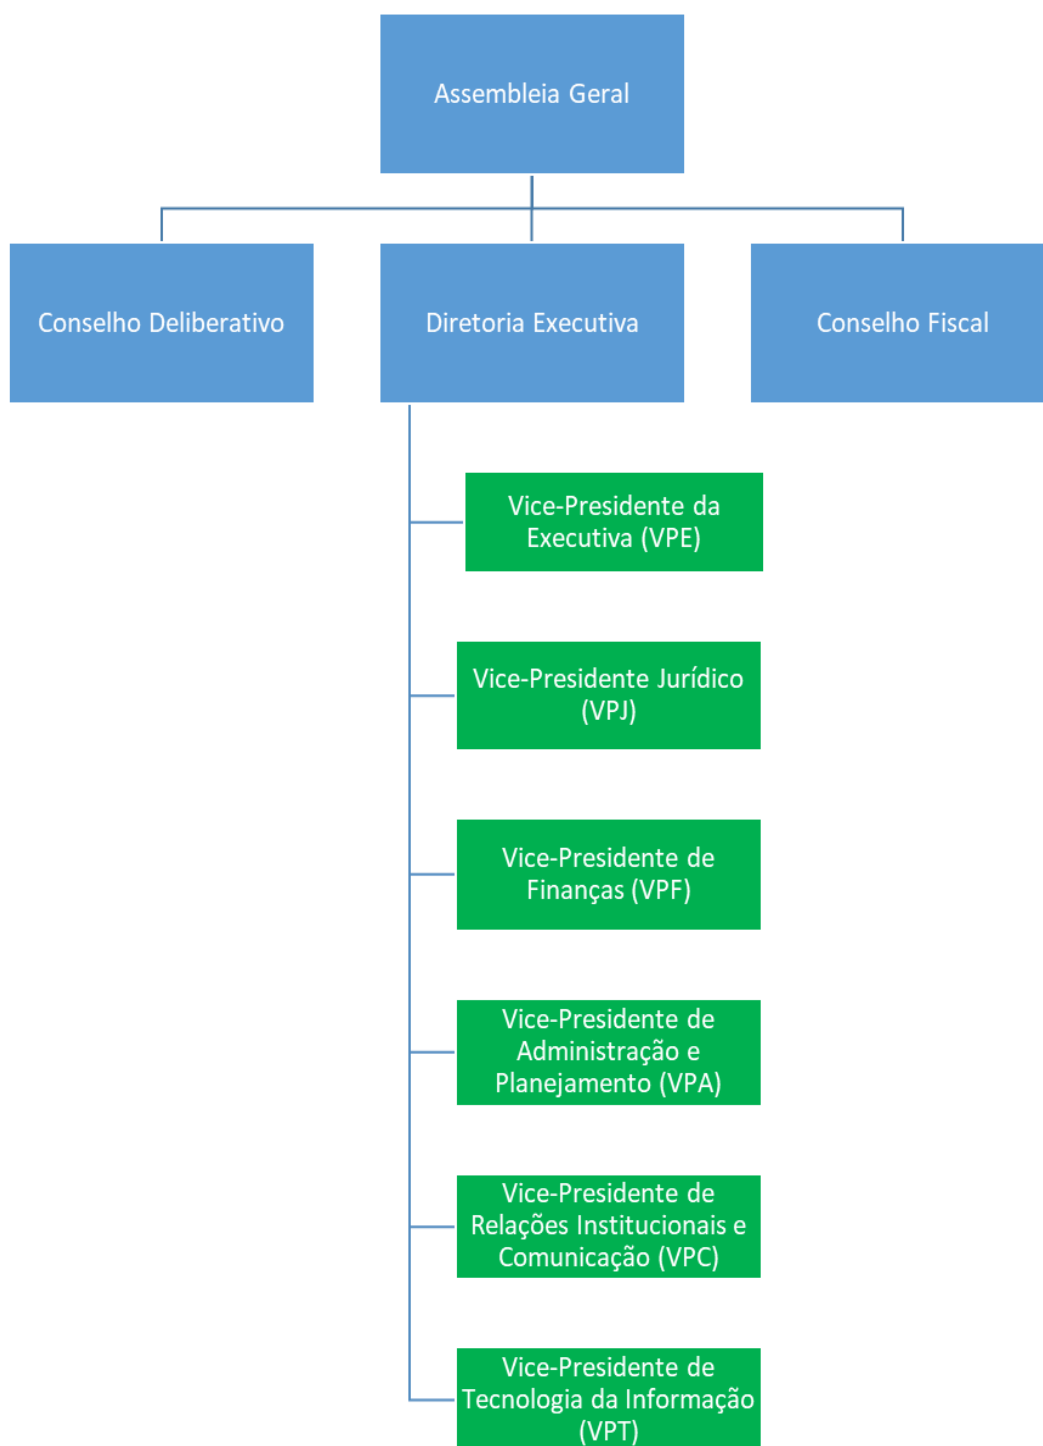 Assembleia Geral
Conselho Deliberativo
Diretoria Executiva
Conselho Fiscal
Vice-Presidente da
Executiva (VPE)
Vice-Presidente Jurídico
(VPJ)
Vice-Presidente de
Finanças (VPF)
Vice-Presidente de
Administração e
Planejamento (VPA)
Vice-Presidente de
Relações Institucionais e
Comunicação (VPC)
Vice-Presidente de
Tecnologia da Informação
(VPT)